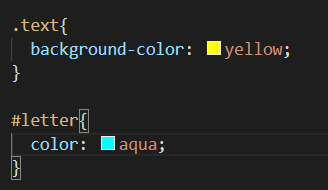 .text{
  background-color: yellow;
}

#letter{
  color: aqua;
}